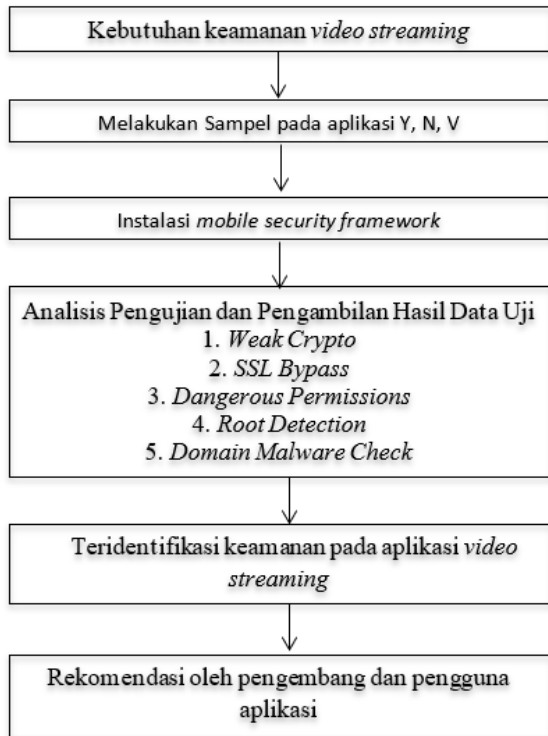 Kebutuhan keamanan video streaming
Melakukan Sampel pada aplikasi Y, N, V
Instalasi mobile security framework
Analisis Pengujian dan Pengambilan Hasil Data Uji
1. Weak Crypto
2. SSL Bypass
3. Dangerous Permissions
4. Root Detection
5. Domain Malware Check
Teridentifikasi keamanan pada aplikasi video
streaming
Rekomendasi oleh pengembang dan pengguna
aplikasi